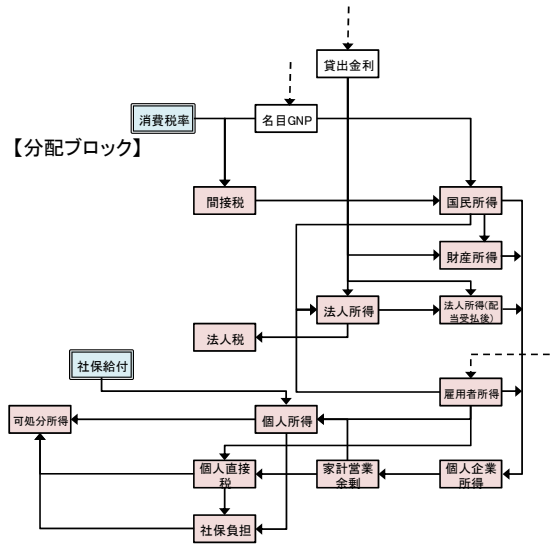 貸出金利
消費税率
名目GNP
【分配ブロック】
間接税
国民所得
財産所得
法人所得
法人所得(配
当受払後)
法人税
社保給付
雇用者所得
可処分所得
個人所得
個人直接
税
家計営業
余剰
個人企業
所得
社保負担